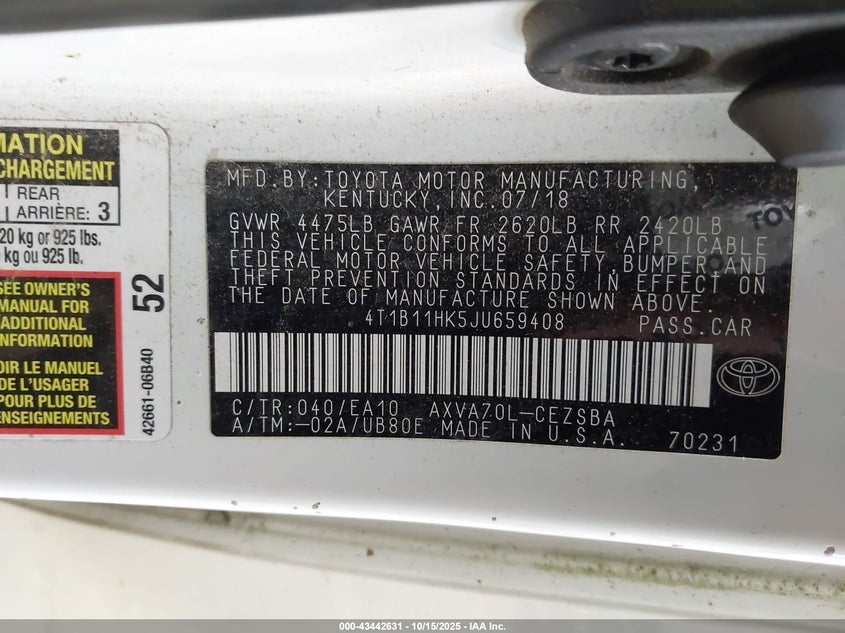 MATION
CHARGEMENT
REAR
ARRIÈRE: 3
20 kg or 925 lbs.
kg ou 925 lb.
SEE OWNER'S
MANUAL FOR
ADDITIONAL
INFORMATION
OIR LE MANUEL
DE L'USAGER
POUR PLUS DE
ENSEIGNEMENTS
52
42661-06B40
MFD.BY:TOYOTA MOTOR MANUFACTURING,
KENTUCKY,INC.07/18
GVWR 4475LB GAWR FR 2620LB RR 2420LB
THIS VEHICLE CONFORMS TO ALL APPLICABLE
FEDERAL MOTOR VEHICLE SAFETY,BUMPER,AND
THEFT PREVENTION STANDARDS IN EFFECT ON
THE DATE OF MANUFACTURE SHOWN ABOVE.
4T1B11HK5JU659408 PASS.CAR
C/TR:040/EA10 AXVA70L-CEZSBA
A/TM:-02A/UB80E MADE IN U.S.A. 70231
000-43442631 - 10/15/2025 - IAA Inc.